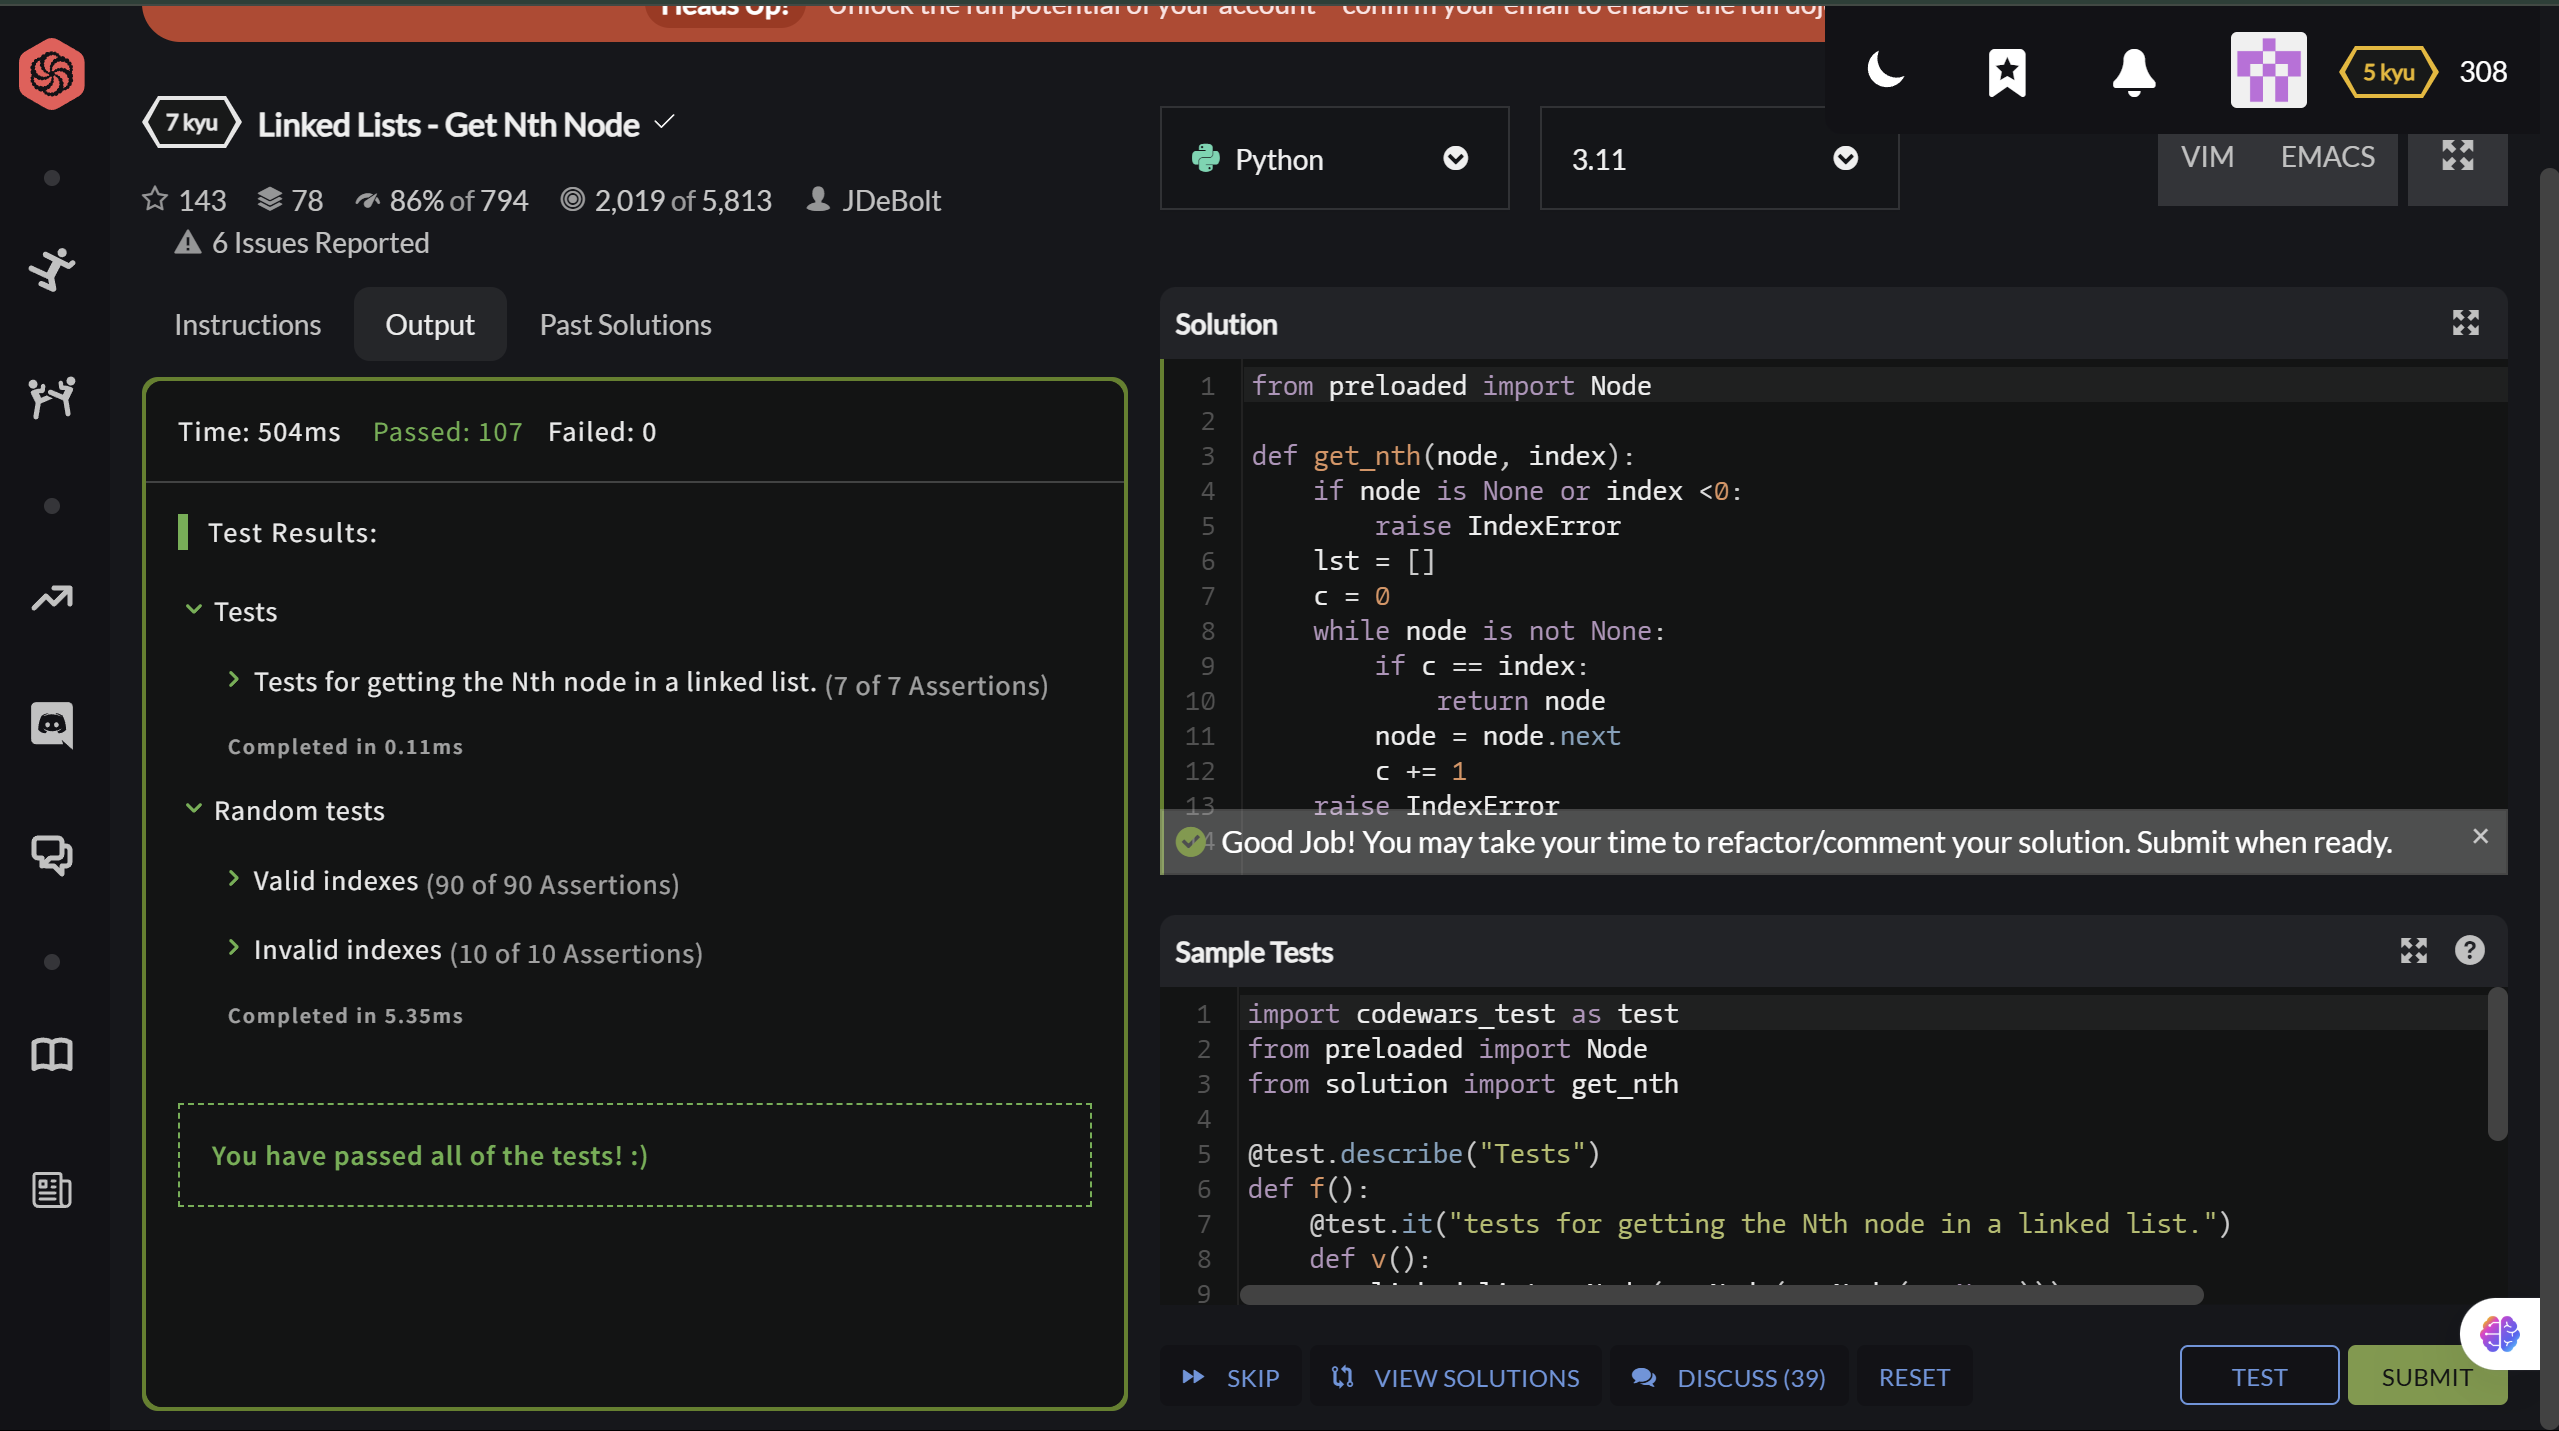 Heads Up! Unlock the full potential of your account confirm your email to enable the full
7 kyu Linked Lists - Get Nth Node
143 78 86% of 794 2,019 of 5,813 JDeBolt
6 Issues Reported
Python
3.11
5 kyu 308
VIM EMACS
Instructions Output Past Solutions
Time: 504ms Passed: 107 Failed: 0
Test Results:
Tests
Tests for getting the Nth node in a linked list. (7 of 7 Assertions)
Completed in 0.11ms
Random tests
Valid indexes (90 of 90 Assertions)
Invalid indexes (10 of 10 Assertions)
Completed in 5.35ms
You have passed all of the tests! :)
Solution
1 from preloaded import Node
2
3 def get_nth(node, index):
4     if node is None or index <0:
5         raise IndexError
6     lst = []
7     c = 0
8     while node is not None:
9         if c == index:
10             return node
11         node = node.next
12         c += 1
13     raise IndexError
Good Job! You may take your time to refactor/comment your solution. Submit when ready.
Sample Tests
1 import codewars_test as test
2 from preloaded import Node
3 from solution import get_nth
4
5 @test.describe("Tests")
6 def f():
7     @test.it("tests for getting the Nth node in a linked list.")
8     def v():
9
SKIP VIEW SOLUTIONS DISCUSS (39) RESET TEST SUBMIT